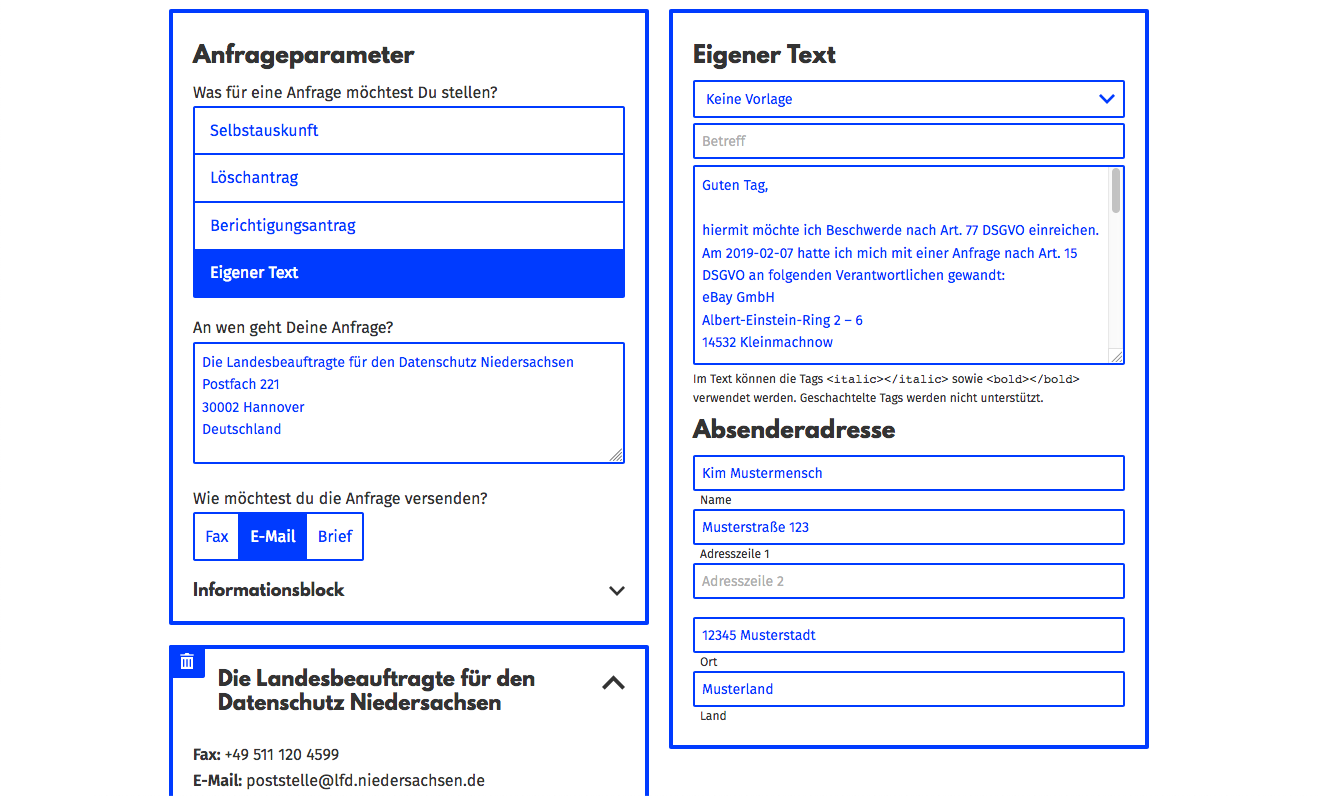 Anfrageparameter
Was für eine Anfrage möchtest Du stellen?
Selbstauskunft
Löschantrag
Berichtigungsantrag
Eigener Text
An wen geht Deine Anfrage?
Die Landesbeauftragte für den Datenschutz Niedersachsen
Postfach 221
30002 Hannover
Deutschland
Wie möchtest du die Anfrage versenden?
Fax E-Mail Brief
Informationsblock
Die Landesbeauftragte für den
Datenschutz Niedersachsen
Fax: +49 511 120 4599
E-Mail: poststelle@lfd.niedersachsen.de
Eigener Text
Keine Vorlage
Betreff
Guten Tag,
hiermit möchte ich Beschwerde nach Art. 77 DSGVO einreichen.
Am 2019-02-07 hatte ich mich mit einer Anfrage nach Art. 15
DSGVO an folgenden Verantwortlichen gewandt:
eBay GmbH
Albert-Einstein-Ring 2 – 6
14532 Kleinmachnow
Im Text können die Tags <italic></italic> sowie <bold></bold>
verwendet werden. Geschachtelte Tags werden nicht unterstützt.
Absenderadresse
Kim Mustermensch
Name
Musterstraße 123
Adresszeile 1
Adresszeile 2
12345 Musterstadt
Ort
Musterland
Land